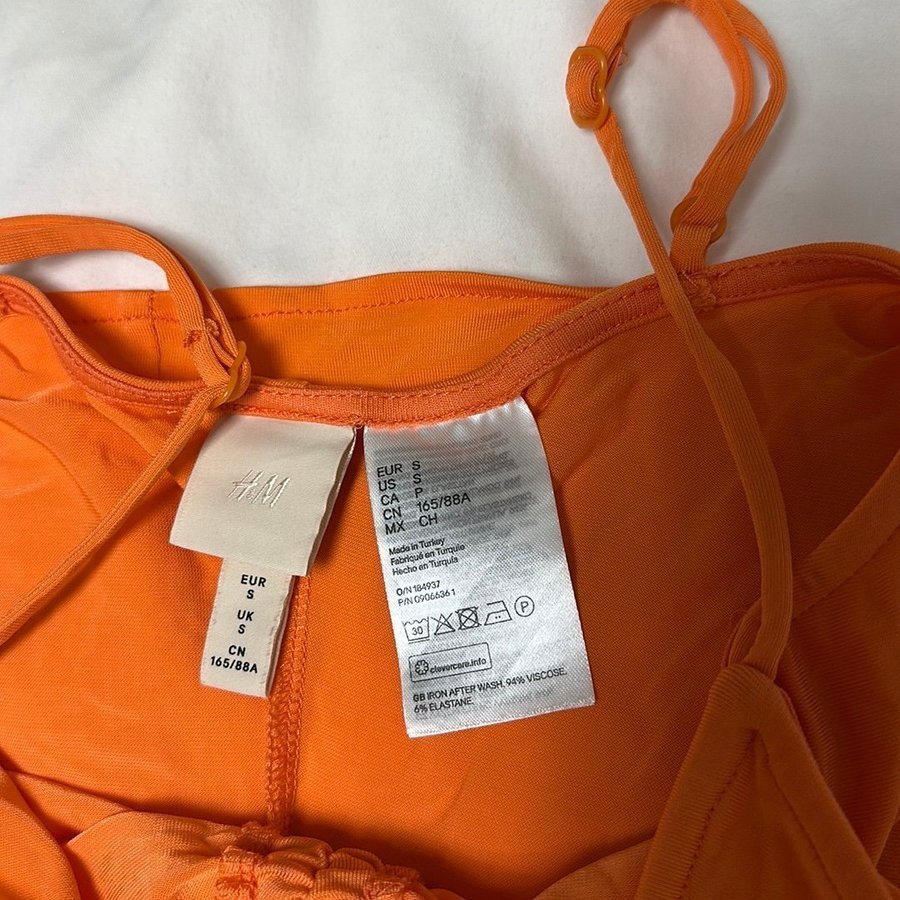 H&M
EUR
S
UK
S
CN
165/88A
EUR S
US S
CA P
CN 165/88A
MX CH
Made in Turkey
Fabriqué en Turquie
Hecho en Turquía
O/N 184937
P/N 0906636 1
30
P
clevercare.info
GB IRON AFTER WASH. 94% VISCOSE.
6% ELASTANE.